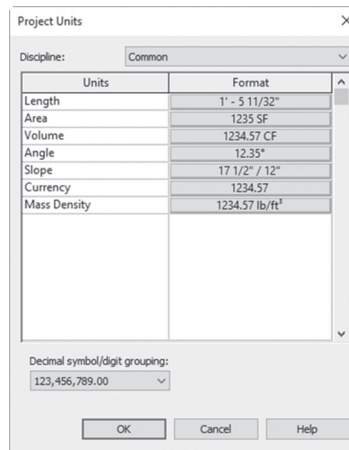 Project Units
Discipline: Common
Units Format
Length 1' - 5 11/32"
Area 1235 SF
Volume 1234.57 CF
Angle 12.35°
Slope 17 1/2" / 12"
Currency 1234.57
Mass Density 1234.57 lb/ft³
Decimal symbol/digit grouping:
123,456,789.00
OK Cancel Help